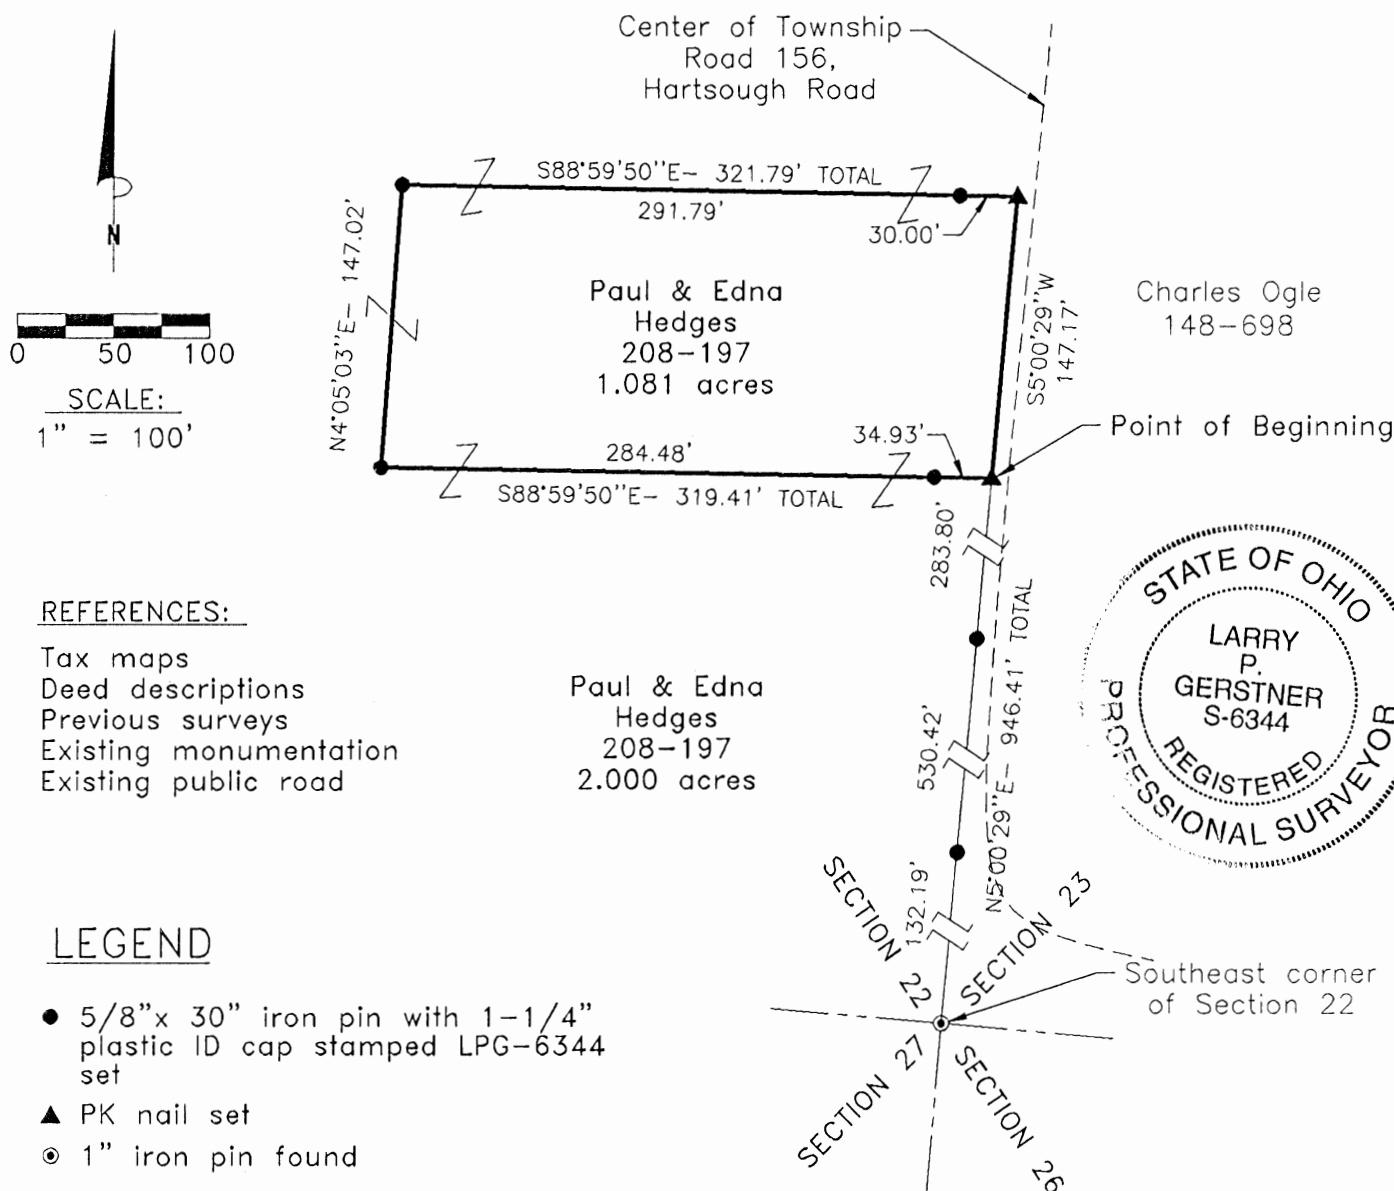 Center of Township
Road 156,
Hartsough Road
N
S88°59'50"E- 321.79' TOTAL
291.79'
30.00'
N4°05'03"E- 147.02'
Paul & Edna
Hedges
208-197
1.081 acres
S5°00'29"W
147.17'
Charles Ogle
148-698
0 50 100
SCALE:
1" = 100'
Point of Beginning
34.93'
284.48'
S88°59'50"E- 319.41' TOTAL
283.80'
N5°00'29"E- 946.41' TOTAL
530.42'
132.19'
STATE OF OHIO
LARRY
P.
GERSTNER
S-6344
REGISTERED
PROFESSIONAL SURVEYOR
REFERENCES:
Tax maps
Deed descriptions
Previous surveys
Existing monumentation
Existing public road
Paul & Edna
Hedges
208-197
2.000 acres
SECTION 22
SECTION 23
SECTION 27
SECTION 26
Southeast corner
of Section 22
LEGEND
5/8"x 30" iron pin with 1-1/4"
plastic ID cap stamped LPG-6344
set
PK nail set
1" iron pin found